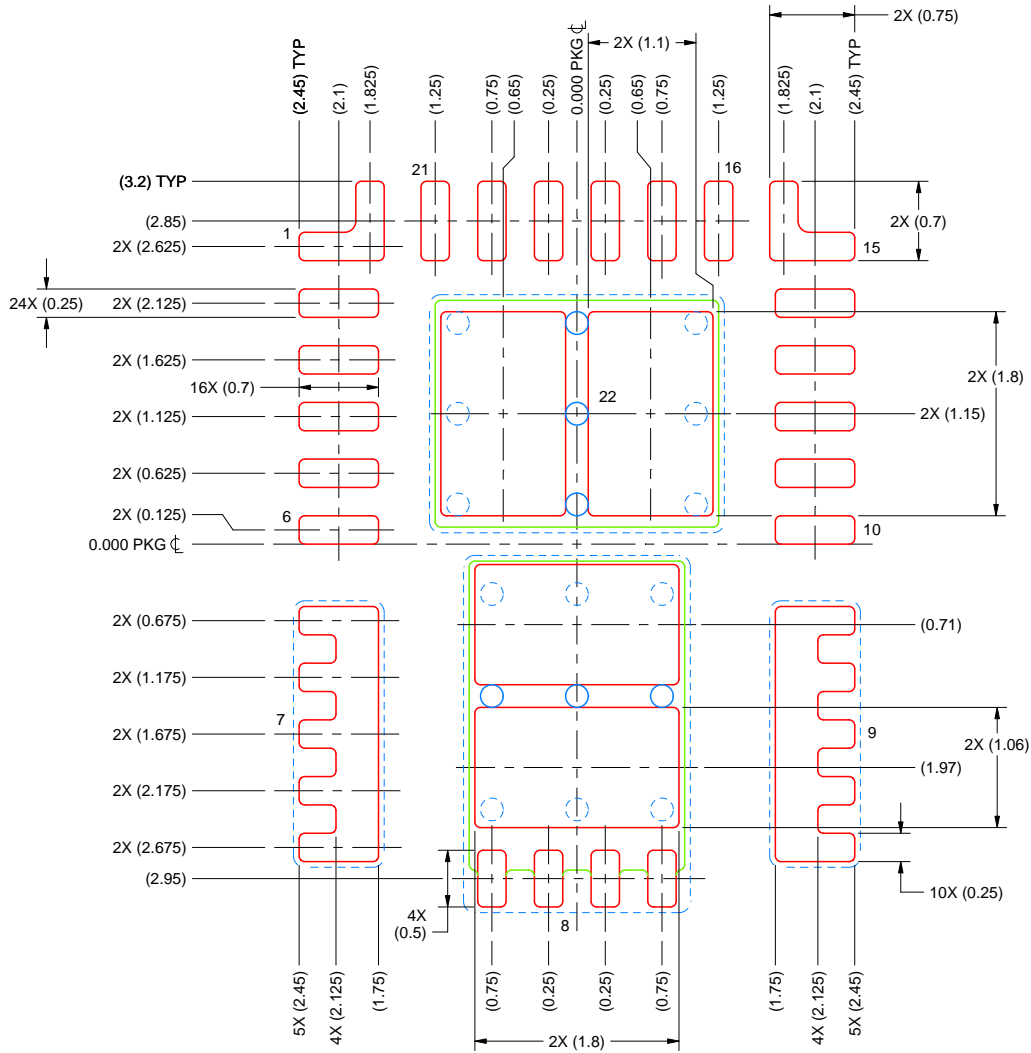 2X (0.75)
2X (1.1)
(2.45) TYP
(2.1)
(1.825)
(1.25)
(0.75)
(0.65)
(0.25)
0.000 PKG ℄
(0.65)
(0.25)
(0.75)
(1.25)
(1.825)
(2.1)
(2.45) TYP
(3.2) TYP
21
16
(2.85)
2X (0.7)
1
2X (2.625)
15
24X (0.25)
2X (2.125)
2X (1.625)
2X (1.8)
16X (0.7)
22
2X (1.125)
2X (1.15)
2X (0.625)
2X (0.125)
6
10
0.000 PKG ℄
2X (0.675)
(0.71)
2X (1.175)
7
2X (1.675)
9
2X (1.06)
(1.97)
2X (2.175)
2X (2.675)
(2.95)
10X (0.25)
4X
(0.5)
8
5X (2.45)
4X (2.125)
(1.75)
(0.75)
(0.25)
(0.25)
(0.75)
(1.75)
4X (2.125)
5X (2.45)
2X (1.8)